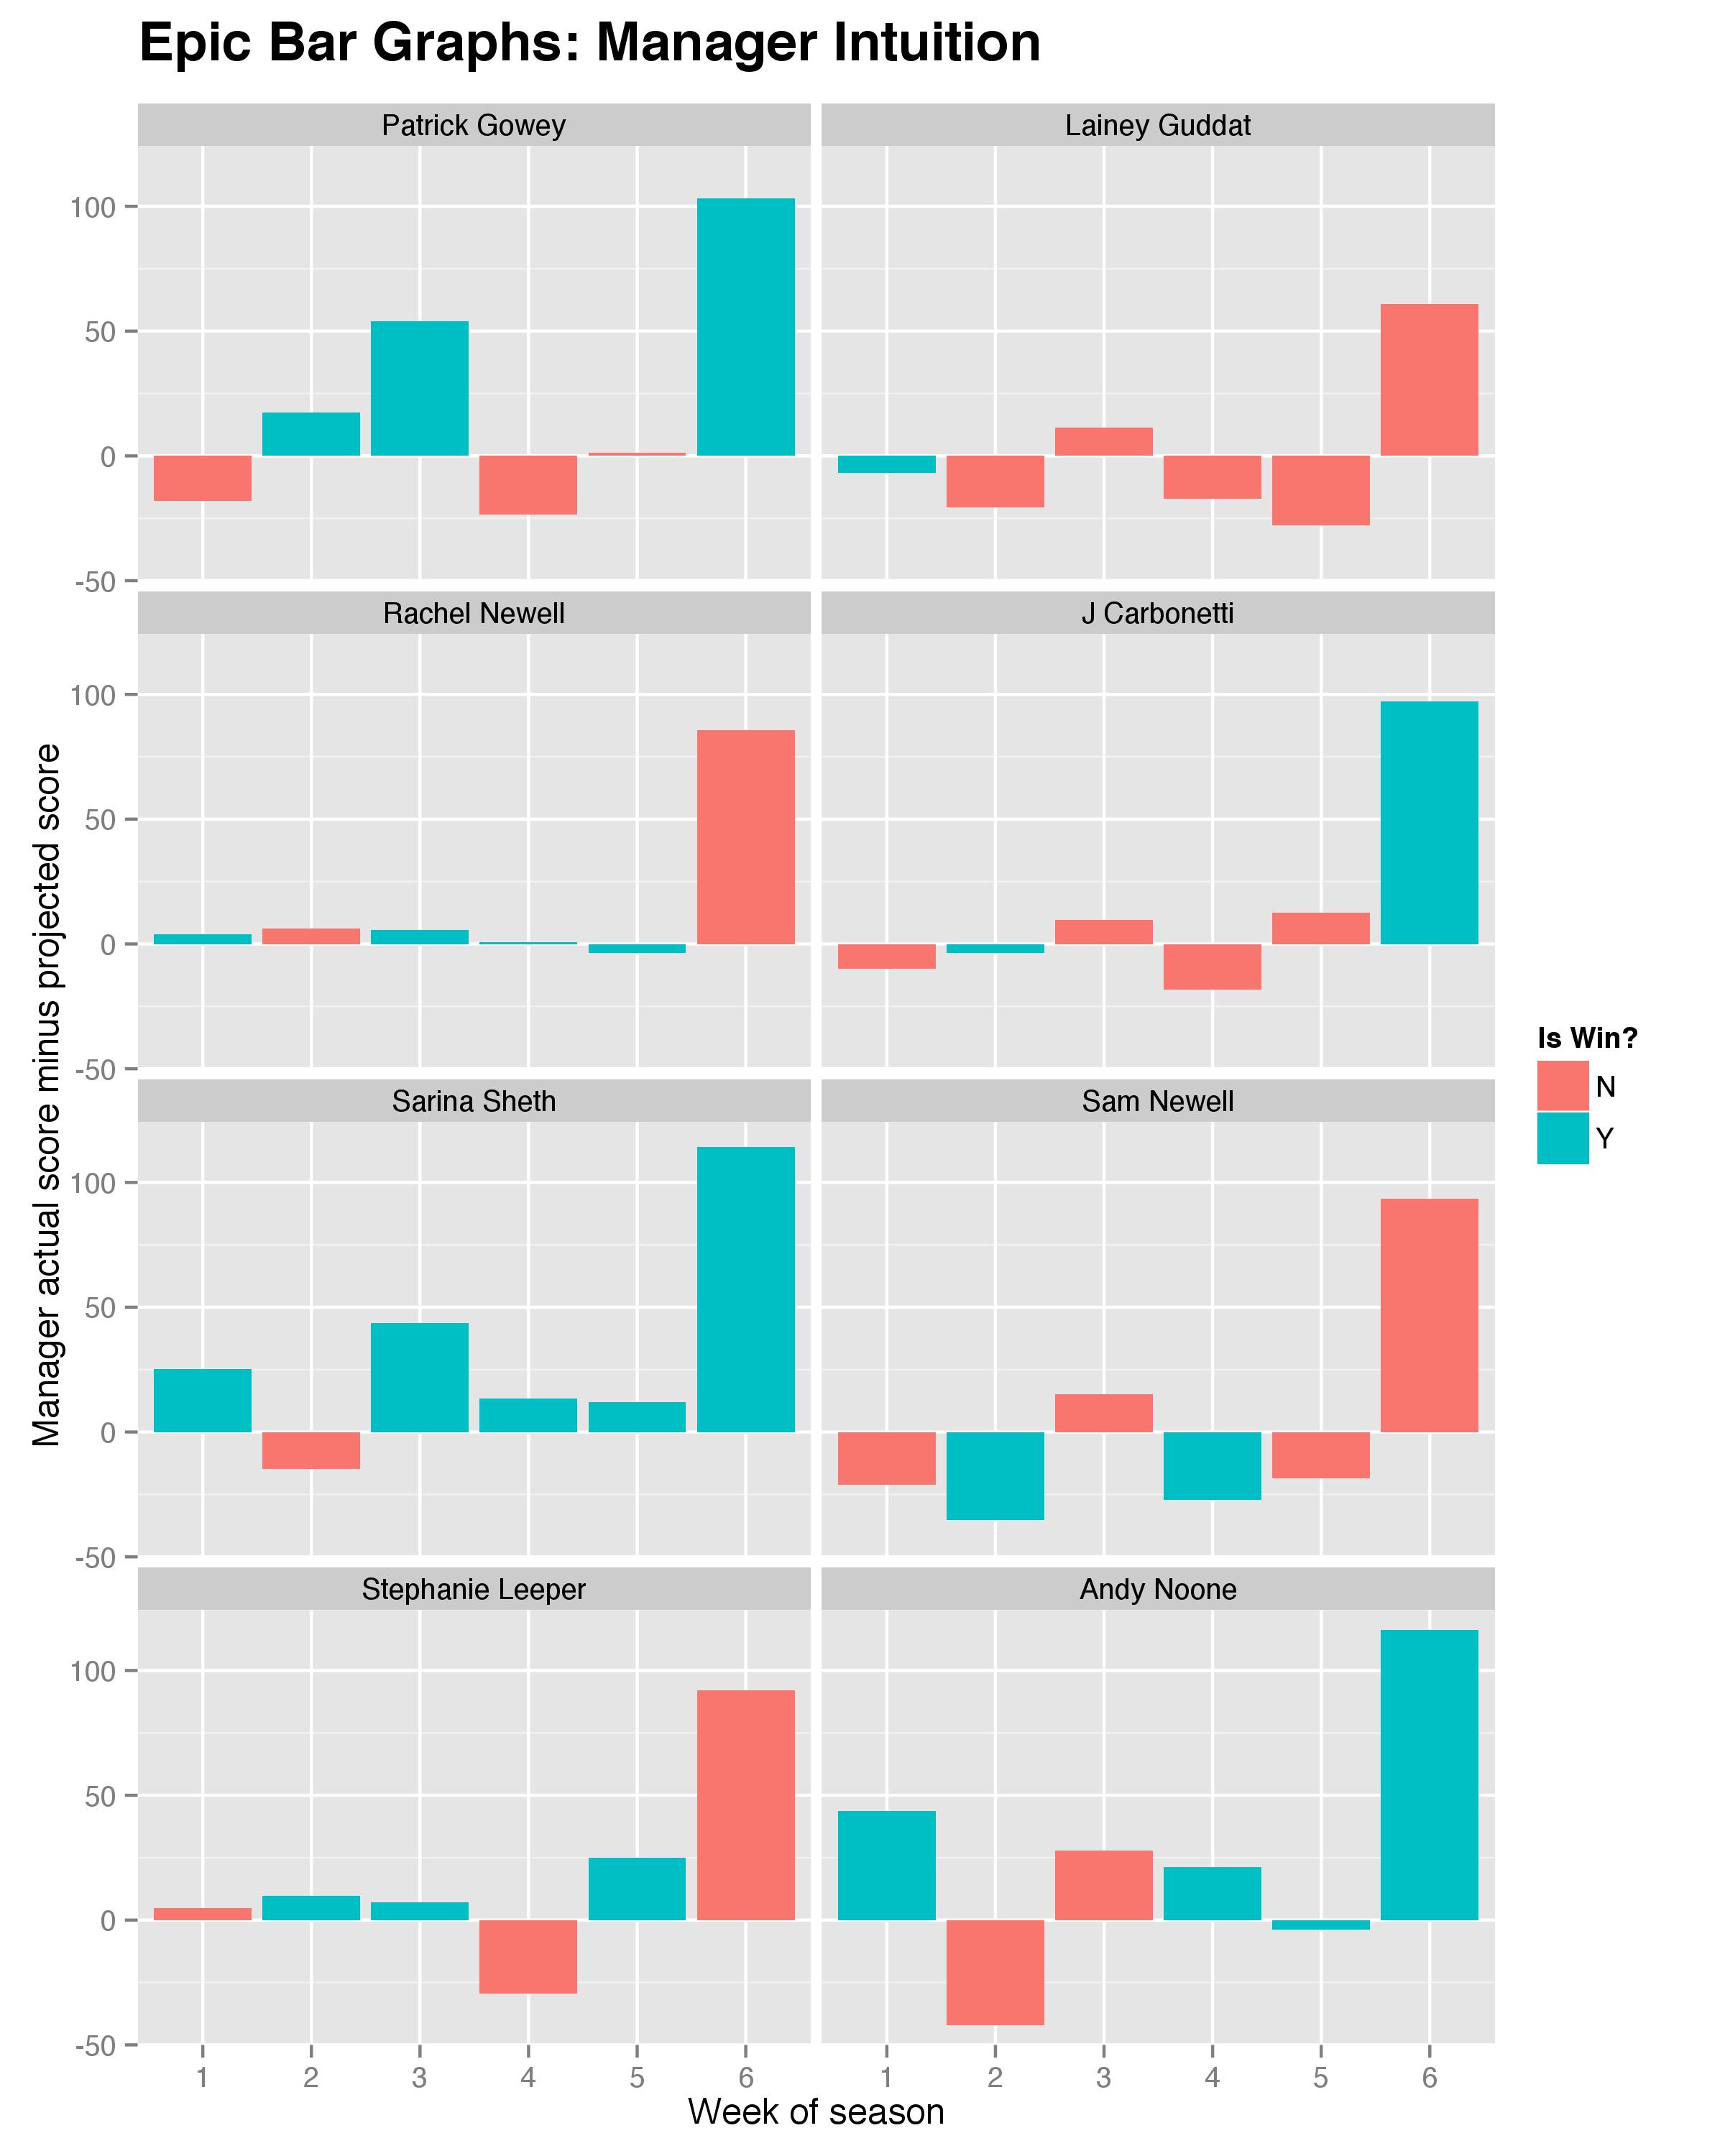 Epic Bar Graphs: Manager Intuition
Patrick Gowey
Lainey Guddat
100
50
0
-50
Rachel Newell
J Carbonetti
100
50
0
-50
Sarina Sheth
Sam Newell
100
50
0
-50
Stephanie Leeper
Andy Noone
100
50
0
-50
1 2 3 4 5 6
1 2 3 4 5 6
Week of season
Manager actual score minus projected score
Is Win?
N
Y